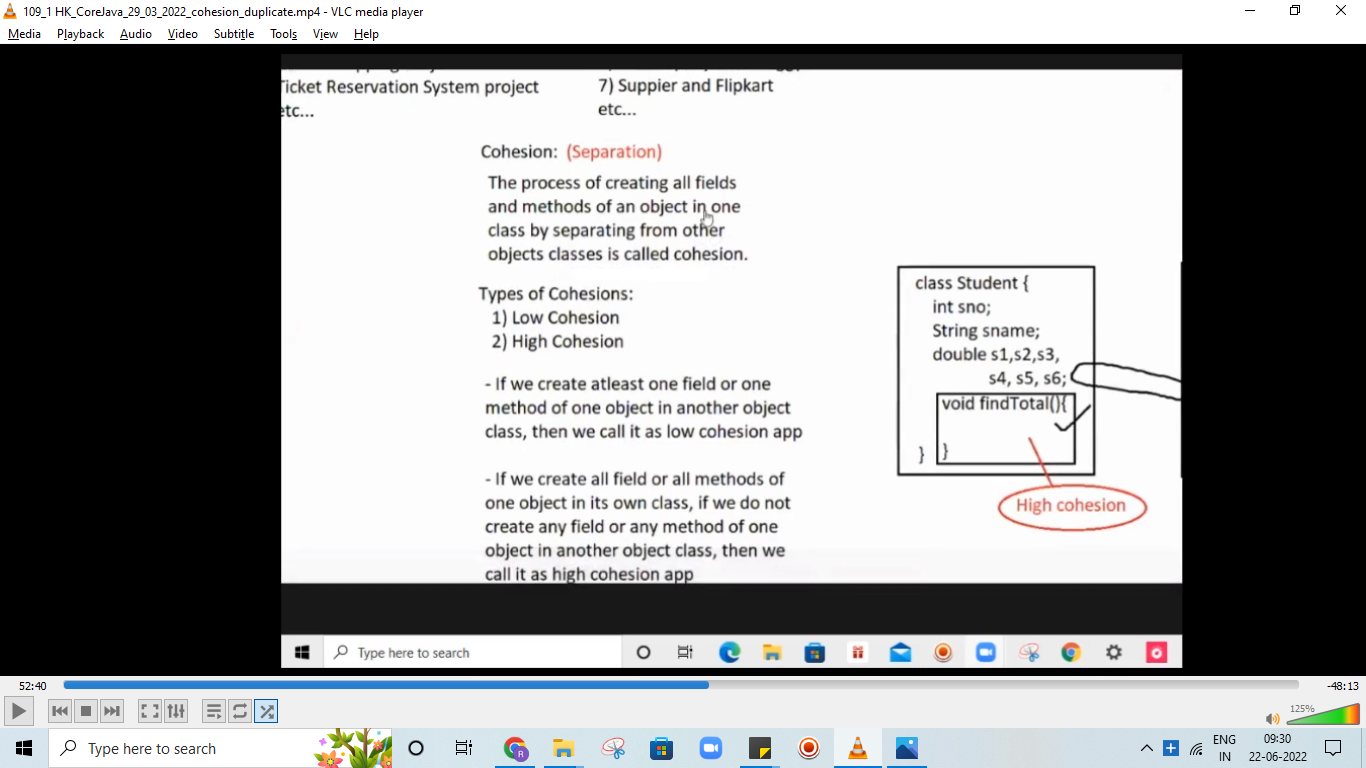 109_1 HK_CoreJava_29_03_2022_cohesion_duplicate.mp4 - VLC media player
Media Playback Audio Video Subtitle Tools View Help
Ticket Reservation System project
etc...
7) Suppier and Flipkart
etc...
Cohesion: (Separation)
The process of creating all fields
and methods of an object in one
class by separating from other
objects classes is called cohesion.
Types of Cohesions:
1) Low Cohesion
2) High Cohesion
- If we create atleast one field or one
method of one object in another object
class, then we call it as low cohesion app
- If we create all field or all methods of
one object in its own class, if we do not
create any field or any method of one
object in another object class, then we
call it as high cohesion app
class Student {
int sno;
String sname;
double s1,s2,s3,
s4, s5, s6;
void findTotal(){
}
}
High cohesion
Type here to search
52:40
-48:13
125%
Type here to search
R
ENG
IN
09:30
22-06-2022